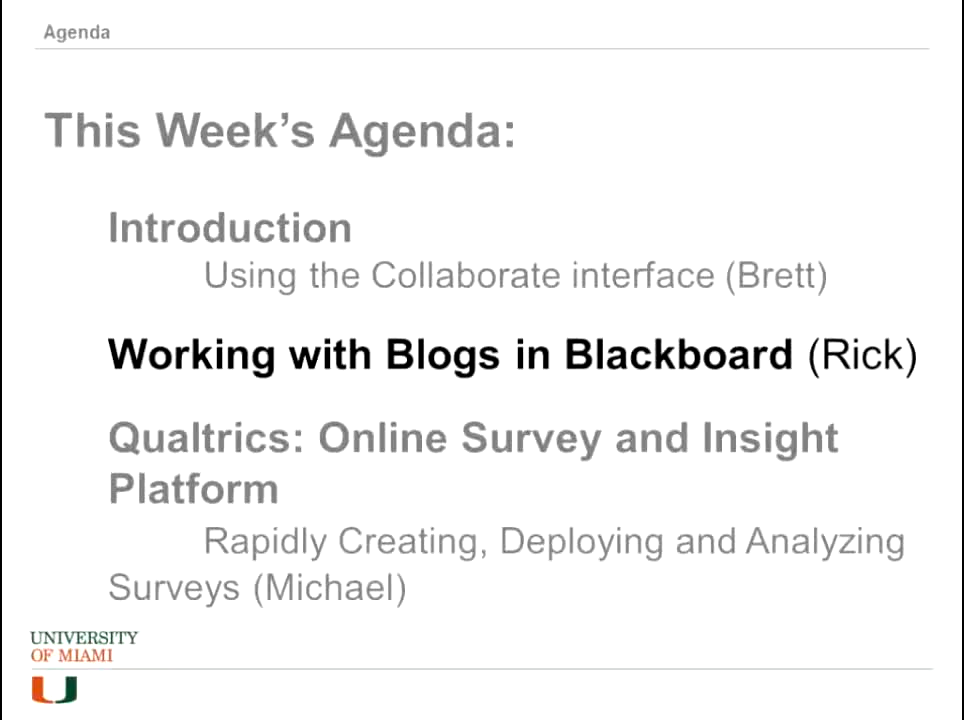 Agenda
This Week's Agenda:
Introduction
Using the Collaborate interface (Brett)
Working with Blogs in Blackboard (Rick)
Qualtrics: Online Survey and Insight
Platform
Rapidly Creating, Deploying and Analyzing
Surveys (Michael)
UNIVERSITY
OF MIAMI
U